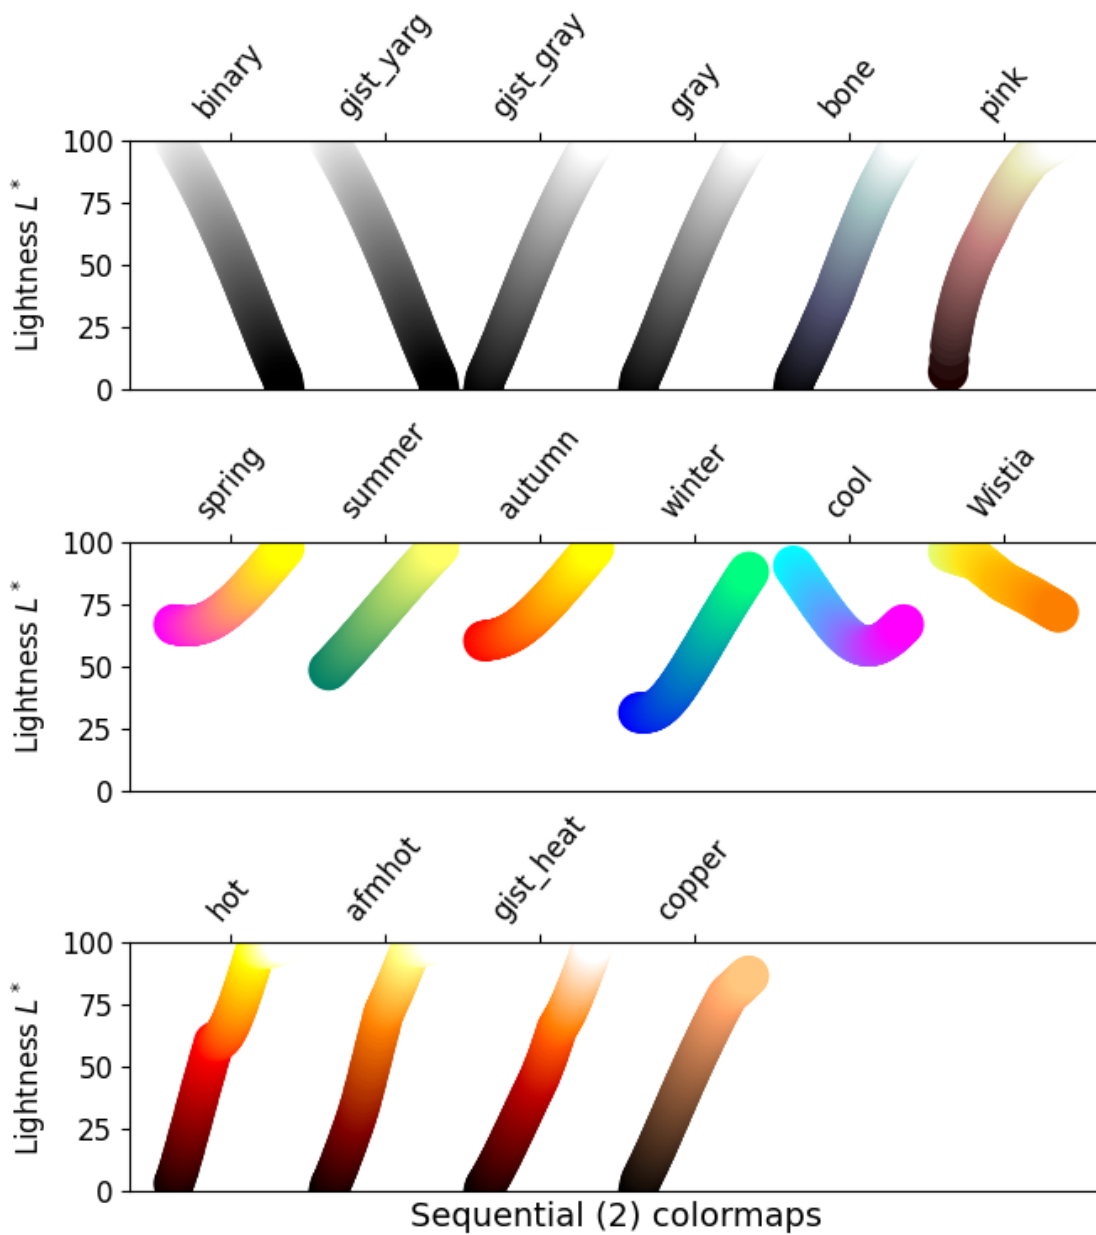 binary gist_yarg gist_gray gray bone pink
100
75
50
25
0
Lightness L*
spring summer autumn winter cool Wistia
100
75
50
25
0
Lightness L*
hot afmhot gist_heat copper
100
75
50
25
0
Lightness L*
Sequential (2) colormaps